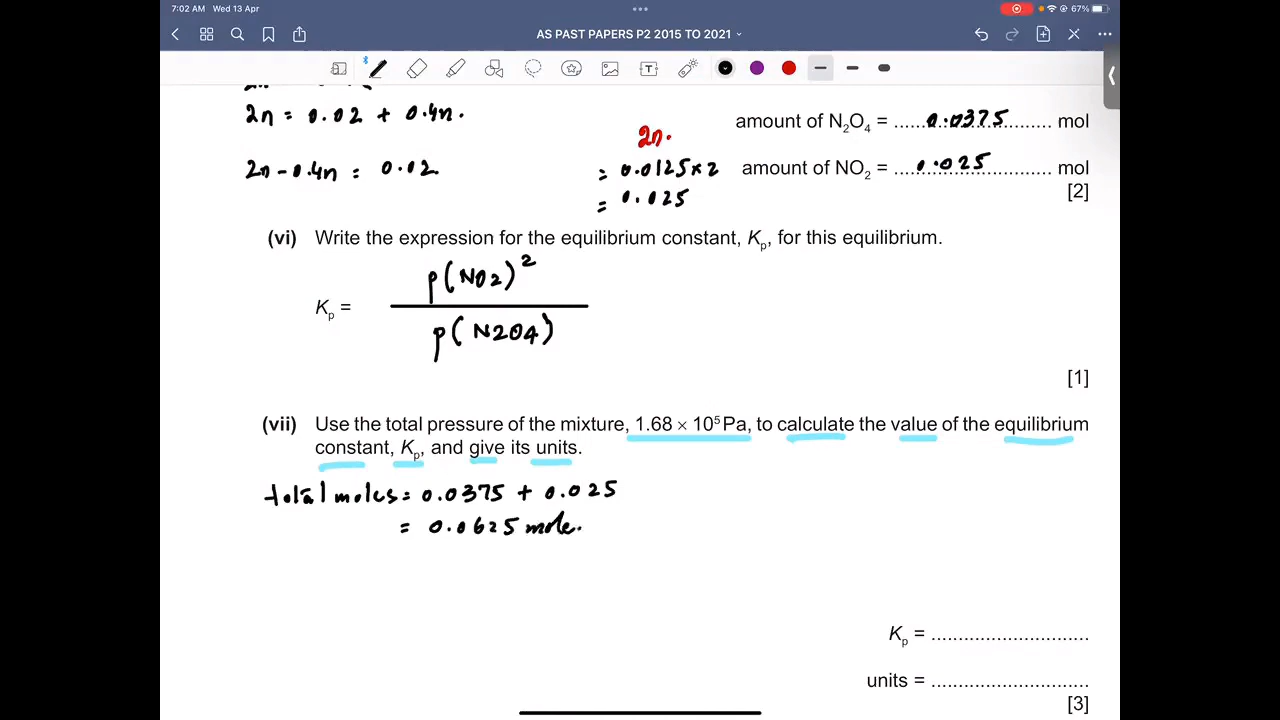 7:02 AM Wed 13 Apr
67%
AS PAST PAPERS P2 2015 TO 2021
2n = 0.02 + 0.4n.
amount of N₂O₄ = ......0.0375...... mol
2n.
2n - 0.4n = 0.02
= 0.0125 x 2
amount of NO₂ = ......0.025...... mol
= 0.025
[2]
(vi) Write the expression for the equilibrium constant, Kp, for this equilibrium.
p(NO2)²
Kp =
p(N2O4)
[1]
(vii) Use the total pressure of the mixture, 1.68 × 10⁵ Pa, to calculate the value of the equilibrium
constant, Kp, and give its units.
total moles = 0.0375 + 0.025
= 0.0625 mole.
Kp = .............................
units = .............................
[3]